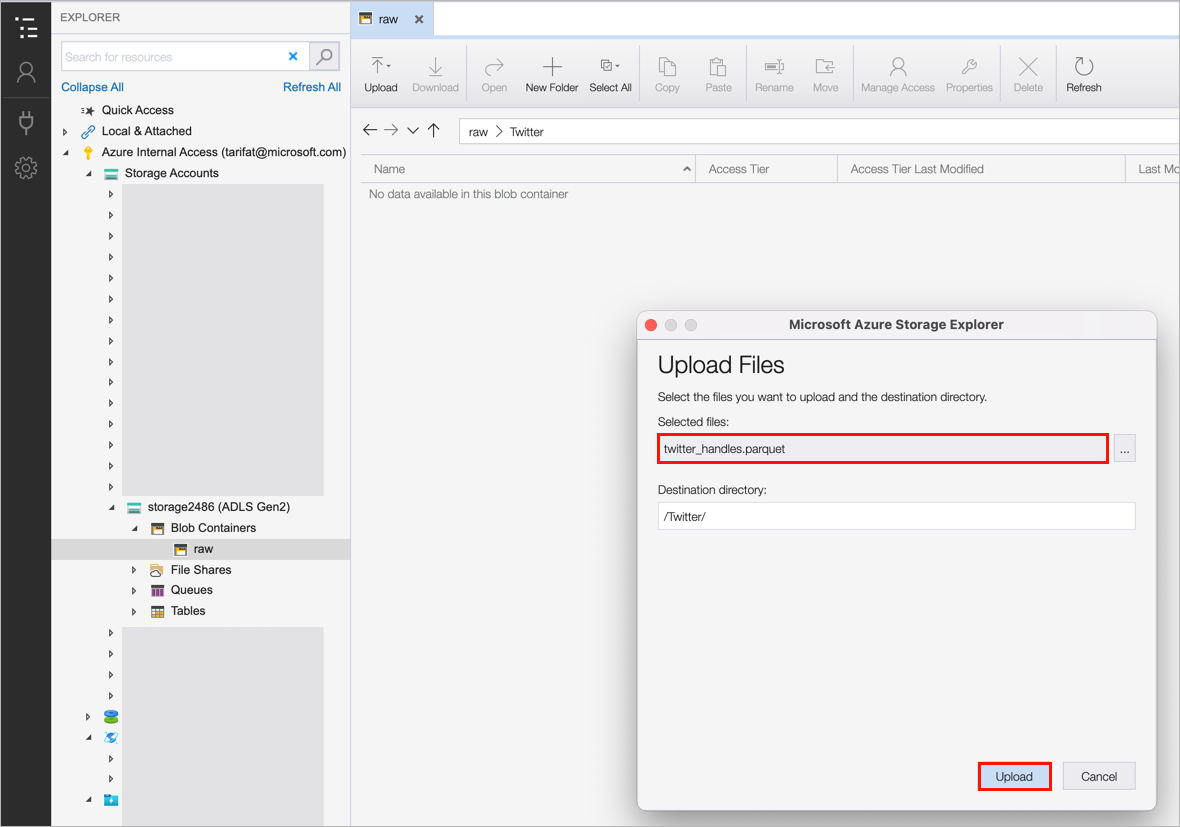 EXPLORER
Search for resources
Collapse All
Refresh All
Quick Access
Local & Attached
Azure Internal Access (tarifat@microsoft.com)
Storage Accounts
storage2486 (ADLS Gen2)
Blob Containers
raw
File Shares
Queues
Tables
raw
Upload Download Open New Folder Select All Copy Paste Rename Move Manage Access Properties Delete Refresh
raw Twitter
Name Access Tier Access Tier Last Modified Last Mo
No data available in this blob container
Microsoft Azure Storage Explorer
Upload Files
Select the files you want to upload and the destination directory.
Selected files:
twitter_handles.parquet
...
Destination directory:
/Twitter/
Upload Cancel